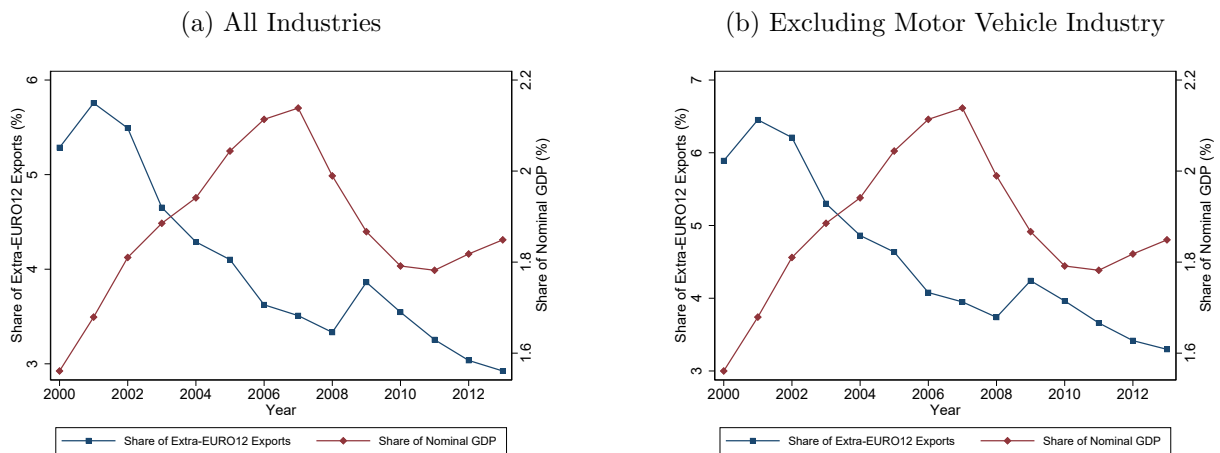 (a) All Industries
Share of Extra-EURO12 Exports (%)
6
5
4
3
Share of Nominal GDP (%)
2.2
2
1.8
1.6
2000 2002 2004 2006 2008 2010 2012
Year
Share of Extra-EURO12 Exports Share of Nominal GDP
(b) Excluding Motor Vehicle Industry
Share of Extra-EURO12 Exports (%)
7
6
5
4
3
Share of Nominal GDP (%)
2.2
2
1.8
1.6
2000 2002 2004 2006 2008 2010 2012
Year
Share of Extra-EURO12 Exports Share of Nominal GDP